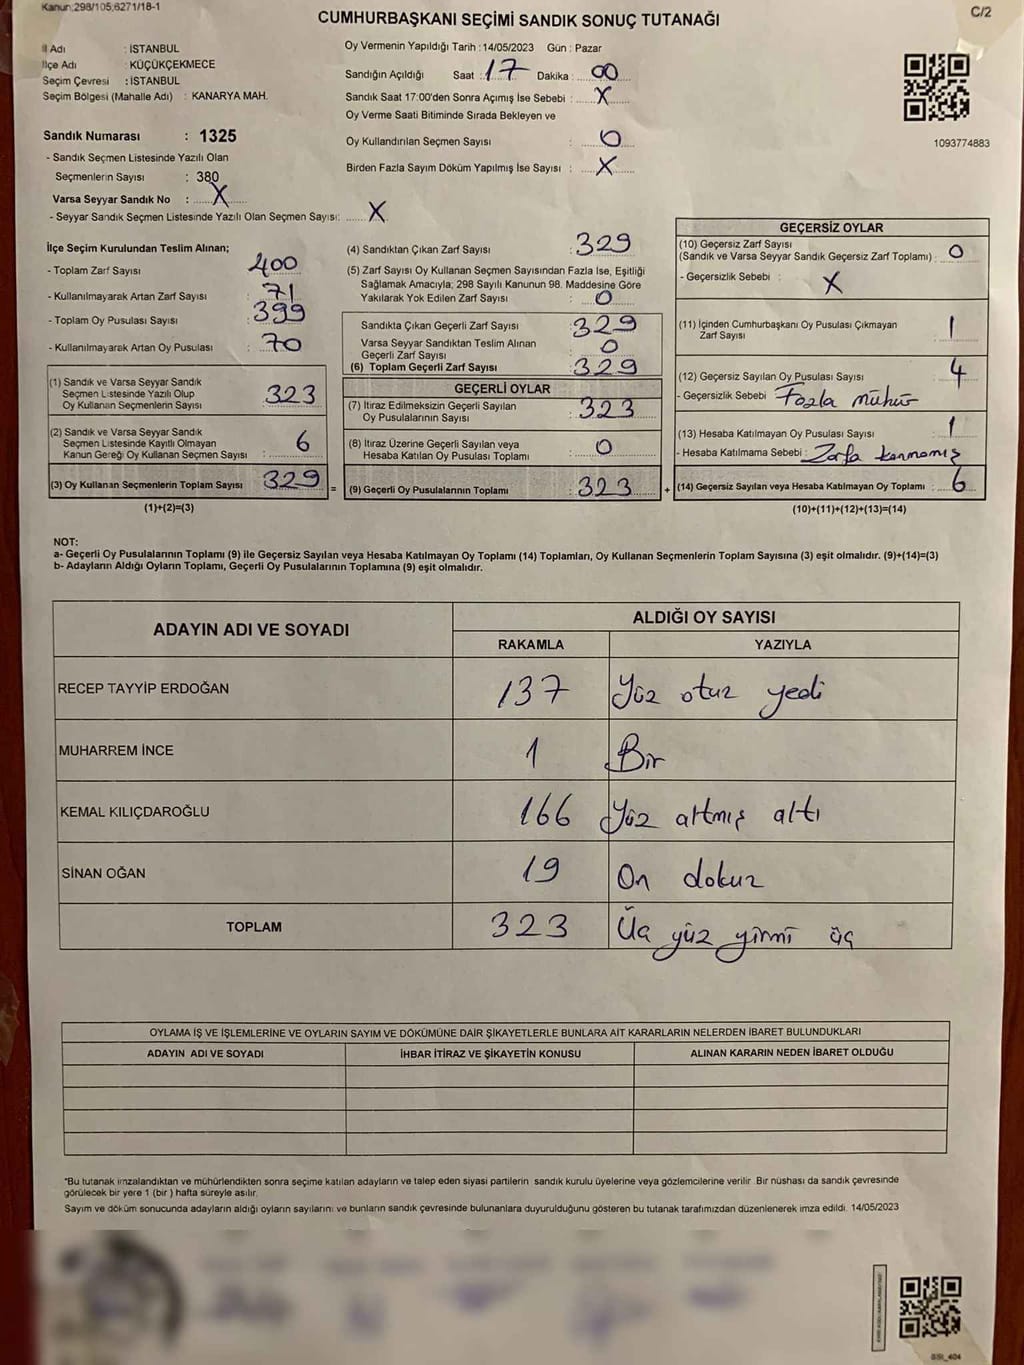 Kanun:298/105;6271/18-1
C/2
CUMHURBAŞKANI SEÇİMİ SANDIK SONUÇ TUTANAĞI
İl Adı : İSTANBUL
İlçe Adı : KÜÇÜKÇEKMECE
Seçim Çevresi : İSTANBUL
Seçim Bölgesi (Mahalle Adı) : KANARYA MAH.
Sandık Numarası : 1325
- Sandık Seçmen Listesinde Yazılı Olan
Seçmenlerin Sayısı : 380
Varsa Seyyar Sandık No : X
- Seyyar Sandık Seçmen Listesinde Yazılı Olan Seçmen Sayısı: X
Oy Vermenin Yapıldığı Tarih : 14/05/2023 Gün : Pazar
Sandığın Açıldığı Saat : 17 Dakika : 00
Sandık Saat 17:00'den Sonra Açımış İse Sebebi : X
Oy Verme Saati Bitiminde Sırada Bekleyen ve
Oy Kullandırılan Seçmen Sayısı : 0
Birden Fazla Sayım Döküm Yapılmış İse Sayısı : X
1093774883
İlçe Seçim Kurulundan Teslim Alınan;
- Toplam Zarf Sayısı : 400
- Kullanılmayarak Artan Zarf Sayısı : 71
- Toplam Oy Pusulası Sayısı : 399
- Kullanılmayarak Artan Oy Pusulası : 70
(1) Sandık ve Varsa Seyyar Sandık
Seçmen Listesinde Yazılı Olup
Oy Kullanan Seçmenlerin Sayısı : 323
(2) Sandık ve Varsa Seyyar Sandık
Seçmen Listesinde Kayıtlı Olmayan
Kanun Gereği Oy Kullanan Seçmen Sayısı : 6
(3) Oy Kullanan Seçmenlerin Toplam Sayısı : 329 =
(1)+(2)=(3)
(4) Sandıktan Çıkan Zarf Sayısı : 329
(5) Zarf Sayısı Oy Kullanan Seçmen Sayısından Fazla İse, Eşitliği
Sağlamak Amacıyla; 298 Sayılı Kanunun 98. Maddesine Göre
Yakılarak Yok Edilen Zarf Sayısı : 0
Sandıkta Çıkan Geçerli Zarf Sayısı : 329
Varsa Seyyar Sandıktan Teslim Alınan
Geçerli Zarf Sayısı : 0
(6) Toplam Geçerli Zarf Sayısı : 329
GEÇERLİ OYLAR
(7) İtiraz Edilmeksizin Geçerli Sayılan
Oy Pusulalarının Sayısı : 323
(8) İtiraz Üzerine Geçerli Sayılan veya
Hesaba Katılan Oy Pusulası Toplamı : 0
(9) Geçerli Oy Pusulalarının Toplamı : 323 +
GEÇERSİZ OYLAR
(10) Geçersiz Zarf Sayısı
(Sandık ve Varsa Seyyar Sandık Geçersiz Zarf Toplamı) : 0
- Geçersizlik Sebebi : X
(11) İçinden Cumhurbaşkanı Oy Pusulası Çıkmayan
Zarf Sayısı : 1
(12) Geçersiz Sayılan Oy Pusulası Sayısı : 4
- Geçersizlik Sebebi : Fazla mühür
(13) Hesaba Katılmayan Oy Pusulası Sayısı : 1
- Hesaba Katılmama Sebebi : Zarfa konmamış
(14) Geçersiz Sayılan veya Hesaba Katılmayan Oy Toplamı : 6
(10)+(11)+(12)+(13)=(14)
NOT:
a- Geçerli Oy Pusulalarının Toplamı (9) ile Geçersiz Sayılan veya Hesaba Katılmayan Oy Toplamı (14) Toplamları, Oy Kullanan Seçmenlerin Toplam Sayısına (3) eşit olmalıdır. (9)+(14)=(3)
b- Adayların Aldığı Oyların Toplamı, Geçerli Oy Pusulalarının Toplamına (9) eşit olmalıdır.
ADAYIN ADI VE SOYADI
ALDIĞI OY SAYISI
RAKAMLA YAZIYLA
RECEP TAYYİP ERDOĞAN 137 Yüz otuz yedi
MUHARREM İNCE 1 Bir
KEMAL KILIÇDAROĞLU 166 Yüz altmış altı
SİNAN OĞAN 19 On dokuz
TOPLAM 323 Üç yüz yirmi üç
OYLAMA İŞ VE İŞLEMLERİNE VE OYLARIN SAYIM VE DÖKÜMÜNE DAİR ŞİKAYETLERLE BUNLARA AİT KARARLARIN NELERDEN İBARET BULUNDUKLARI
ADAYIN ADI VE SOYADI İHBAR İTİRAZ VE ŞİKAYETİN KONUSU ALINAN KARARIN NEDEN İBARET OLDUĞU
*Bu tutanak imzalandıktan ve mühürlendikten sonra seçime katılan adayların ve talep eden siyasi partilerin sandık kurulu üyelerine veya gözlemcilerine verilir. Bir nüshası da sandık çevresinde
görülecek bir yere 1 (bir ) hafta süreyle asılır.
Sayım ve döküm sonucunda adayların aldığı oyların sayılarını ve bunların sandık çevresinde bulunanlara duyurulduğunu gösteren bu tutanak tarafımızdan düzenlenerek imza edildi. 14/05/2023